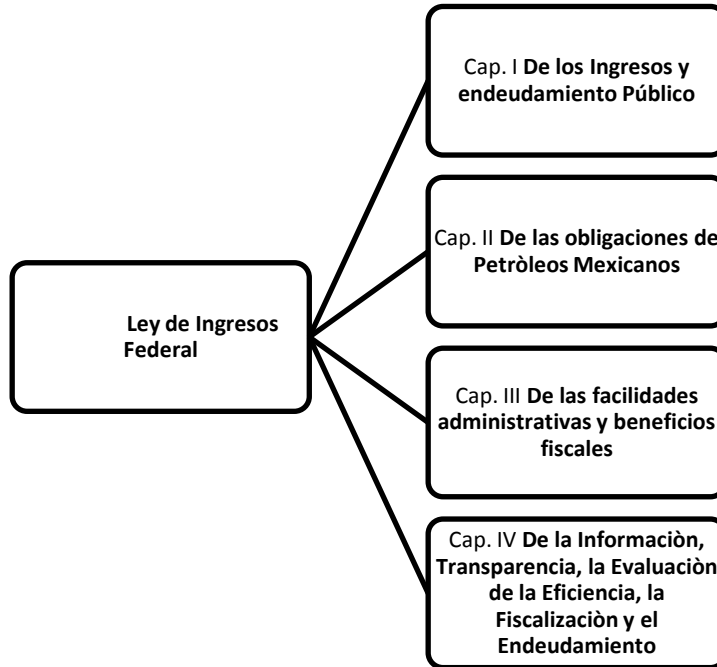 Cap. I De los Ingresos y
endeudamiento Público
Cap. II De las obligaciones de
Petròleos Mexicanos
Ley de Ingresos
Federal
Cap. III De las facilidades
administrativas y beneficios
fiscales
Cap. IV De la Informaciòn,
Transparencia, la Evaluaciòn
de la Eficiencia, la
Fiscalizaciòn y el
Endeudamiento